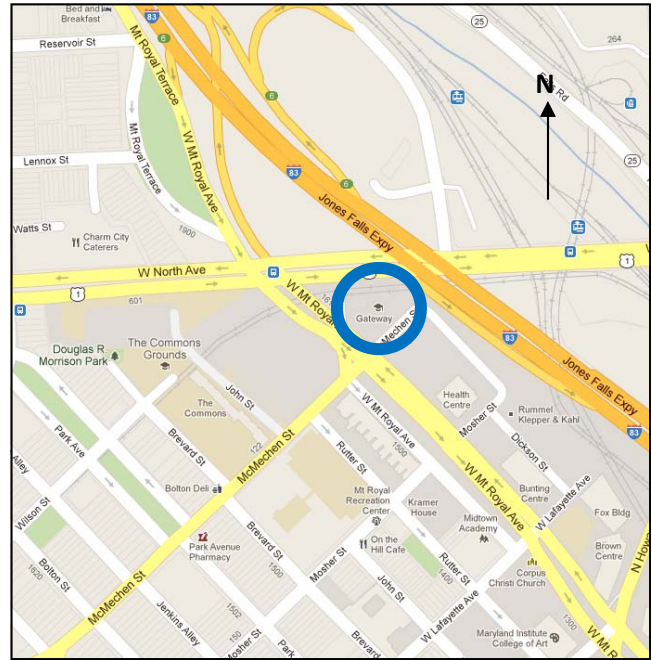 Bed and
Breakfast
83
25
264
Reservoir St
6
Mt Royal Terrace
N
Falls Rd
W Mt Royal Ave
6
25
Lennox St
Mt Royal Terrace
83
6
Watts St
1900
Jones Falls Expy
Charm City
Caterers
W North Ave
1
1
601
W Mt Royal
Gateway
Mechen St
83
The Commons
Grounds
Douglas R
Morrison Park
Jones Falls Expy
The
Commons
John St
Health
Centre
Mosher St
Rummel
Klepper & Kahl
W Mt Royal Ave
83
Park Ave
Brevard St
122
McMechen St
Rutter St
1500
Dickson St
Alley
Bolton Deli
W Mt Royal Ave
Bunting
Centre
W Lafayette Ave
Wilson St
Mt Royal
Recreation
Center
Kramer
House
Fox Bldg
Midtown
Academy
Park Avenue
Pharmacy
Brevard St
On the
Hill Cafe
Brown
Centre
1500
Mosher St
Rutter St
1400
Corpus
Christi Church
N How
1620
Bolton St
John St
McMechen St
1502
Jenkins Alley
150
Mosher St
Park
Brevard
W Lafayette Ave
1300
Maryland Institute
College of Art